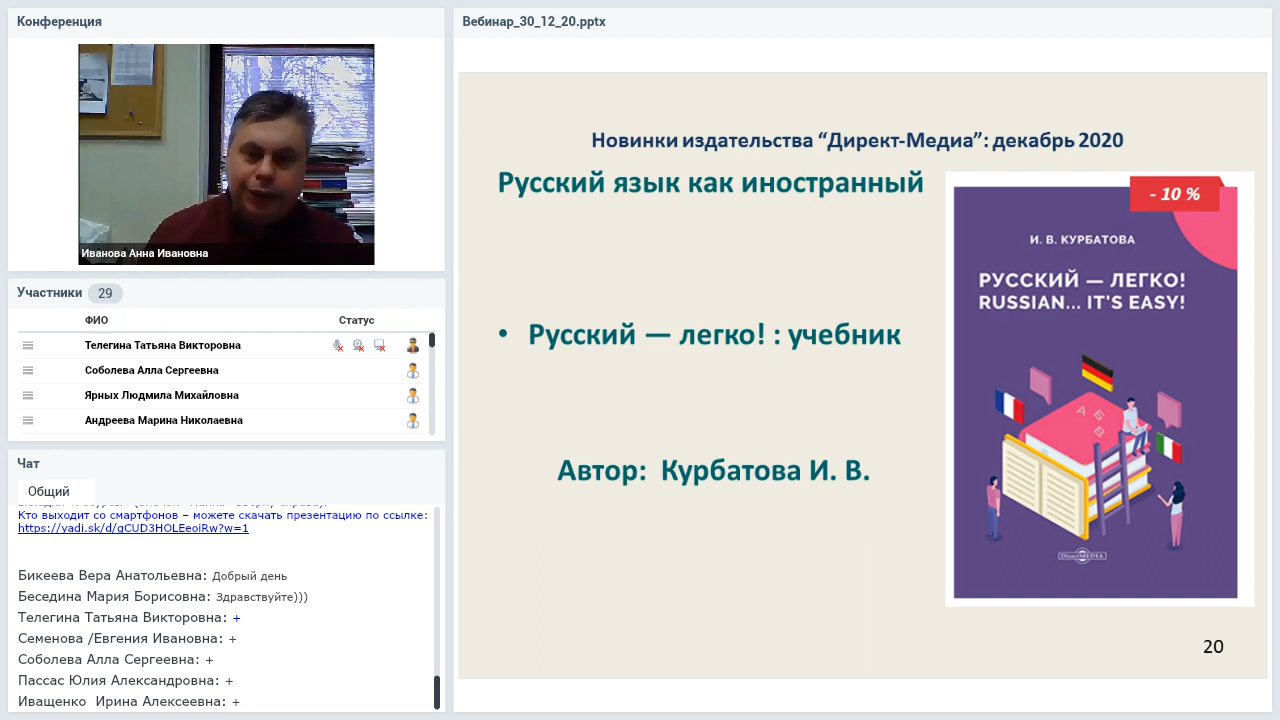 Конференция
Иванова Анна Ивановна
Участники 29
ФИО Статус
Телегина Татьяна Викторовна
Соболева Алла Сергеевна
Ярных Людмила Михайловна
Андреева Марина Николаевна
Чат
Общий
Кто выходит со смартфонов – можете скачать презентацию по ссылке:
https://yadi.sk/d/gCUD3HOLEeoiRw?w=1
Бикеева Вера Анатольевна: Добрый день
Беседина Мария Борисовна: Здравствуйте)))
Телегина Татьяна Викторовна: +
Семенова /Евгения Ивановна: +
Соболева Алла Сергеевна: +
Пассас Юлия Александровна: +
Иващенко Ирина Алексеевна: +
Вебинар_30_12_20.pptx
Новинки издательства “Директ-Медиа”: декабрь 2020
Русский язык как иностранный
• Русский — легко! : учебник
Автор: Курбатова И. В.
- 10 %
И. В. КУРБАТОВА
РУССКИЙ — ЛЕГКО!
RUSSIAN... IT'S EASY!
А Б В
DirectMEDIA
20